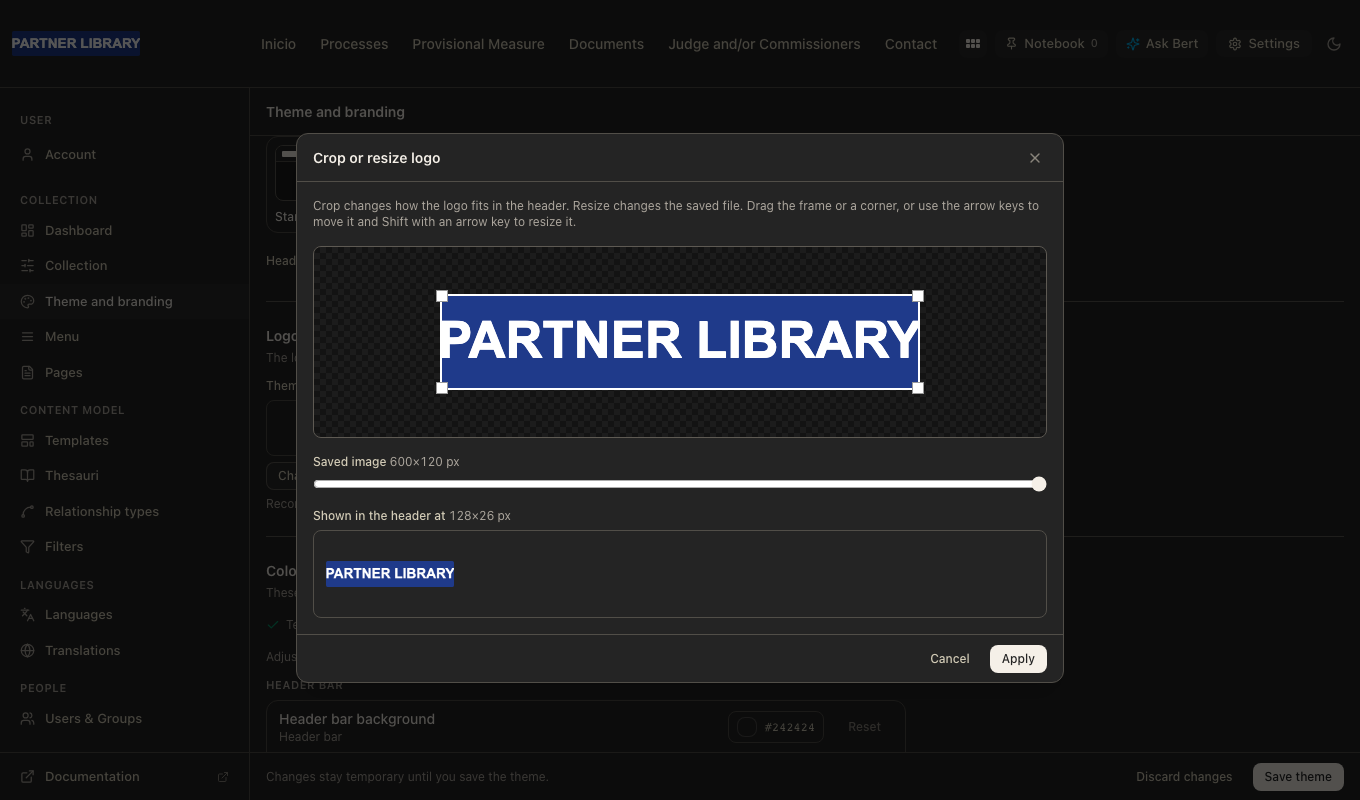 PARTNER LIBRARY
Inicio
Processes
Provisional Measure
Documents
Judge and/or Commissioners
Contact
Notebook 0
Ask Bert
Settings
USER
Account
COLLECTION
Dashboard
Collection
Theme and branding
Menu
Pages
CONTENT MODEL
Templates
Thesauri
Relationship types
Filters
LANGUAGES
Languages
Translations
PEOPLE
Users & Groups
Documentation
Theme and branding
Crop or resize logo
Crop changes how the logo fits in the header. Resize changes the saved file. Drag the frame or a corner, or use the arrow keys to
move it and Shift with an arrow key to resize it.
PARTNER LIBRARY
Saved image 600×120 px
Shown in the header at 128×26 px
PARTNER LIBRARY
Cancel
Apply
HEADER BAR
Header bar background
Header bar
#242424
Reset
Changes stay temporary until you save the theme.
Discard changes
Save theme